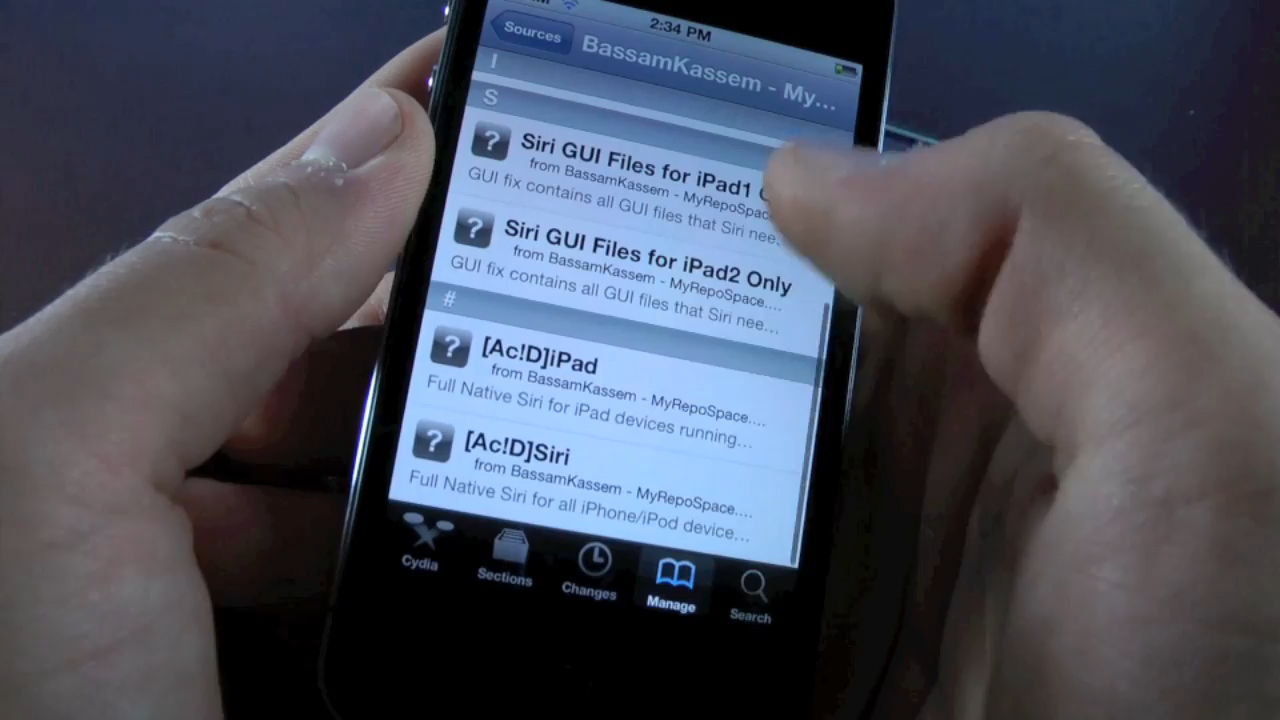 2:34 PM
Sources
BassamKassem - My...
I
S
Siri GUI Files for iPad1
from BassamKassem - MyRepoSpac
GUI fix contains all GUI files that Siri nee...
Siri GUI Files for iPad2 Only
from BassamKassem - MyRepoSpace....
GUI fix contains all GUI files that Siri nee...
#
[Ac!D]iPad
from BassamKassem - MyRepoSpace....
Full Native Siri for iPad devices running...
[Ac!D]Siri
from BassamKassem - MyRepoSpace....
Full Native Siri for all iPhone/iPod device...
Cydia
Sections
Changes
Manage
Search